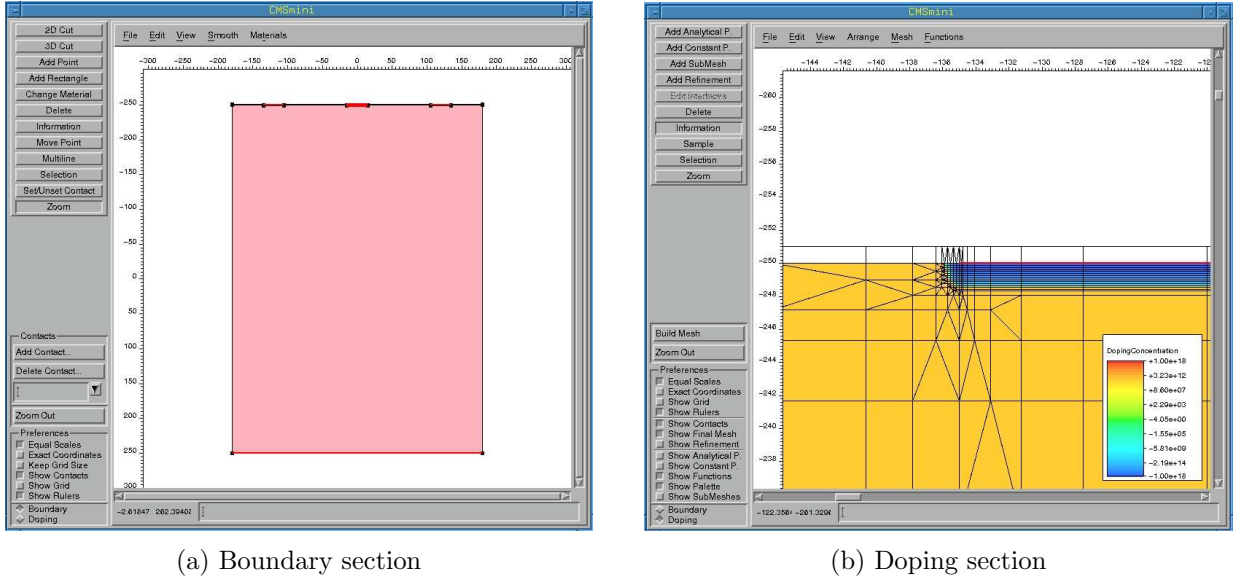 CMSmini
2D Cut
3D Cut
Add Point
Add Rectangle
Change Material
Delete
Information
Move Point
Multiline
Selection
Set/Unset Contact
Zoom
Contacts
Add Contact...
Delete Contact...
Zoom Out
Preferences
Equal Scales
Exact Coordinates
Keep Grid Size
Show Contacts
Show Grid
Show Rulers
Boundary
Doping
File Edit View Smooth Materials
-300 -200 -100 0 100 200 300
-250
-200
-150
-100
-50
0
50
100
150
200
250
300
(a) Boundary section
CMSmini
Add Analytical P.
Add Constant P.
Add SubMesh
Add Refinement
Edit Interfaces
Delete
Information
Sample
Selection
Zoom
Build Mesh
Zoom Out
Preferences
Equal Scales
Exact Coordinates
Show Grid
Show Rulers
Show Contacts
Show Final Mesh
Show Refinement
Show Analytical P.
Show Constant P.
Show Functions
Show Palette
Show SubMeshes
Boundary
Doping
File Edit View Arrange Mesh Functions
-144 -142 -140 -138 -136 -134 -132 -130 -128 -126 -124 -122
-260
-258
-256
-254
-252
-250
-248
-246
-244
-242
-240
-238
DopingConcentration
+1.00e+18
+3.23e+12
+8.60e+07
+2.29e+03
-4.05e+00
-1.55e+05
-5.81e+09
-2.19e+14
-1.00e+18
(b) Doping section